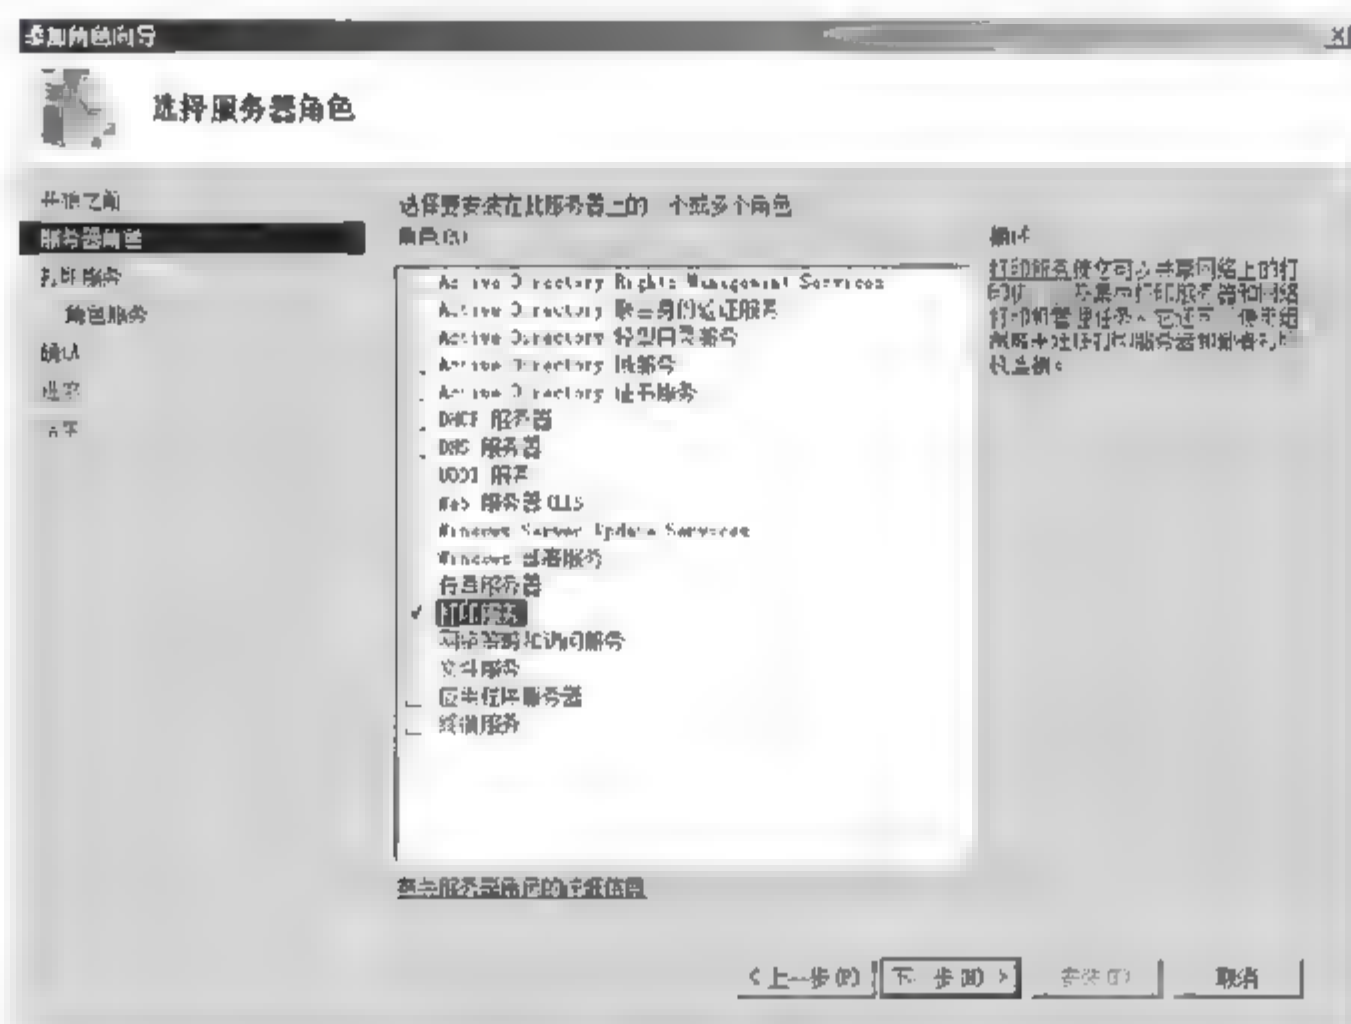 添加角色向导
选择服务器角色
开始之前
服务器角色
打印服务
角色服务
确认
进度
结果
选择要安装在此服务器上的一个或多个角色
角色(R)
描述
Active Directory Rights Management Services
Active Directory 联合身份验证服务
Active Directory 轻型目录服务
Active Directory 域服务
Active Directory 证书服务
DHCP 服务器
DNS 服务器
UDDI 服务
Web 服务器(IIS
Windows Server Update Services
Windows 部署服务
传真服务器
打印服务
网络策略和访问服务
文件服务
应用程序服务器
终端服务
打印服务使您可以共享网络上的打
印机 集中打印服务器和网络
打印机管理任务
有关服务器角色的详细信息
< 上一步(P)
下一步(N) >
安装(I)
取消